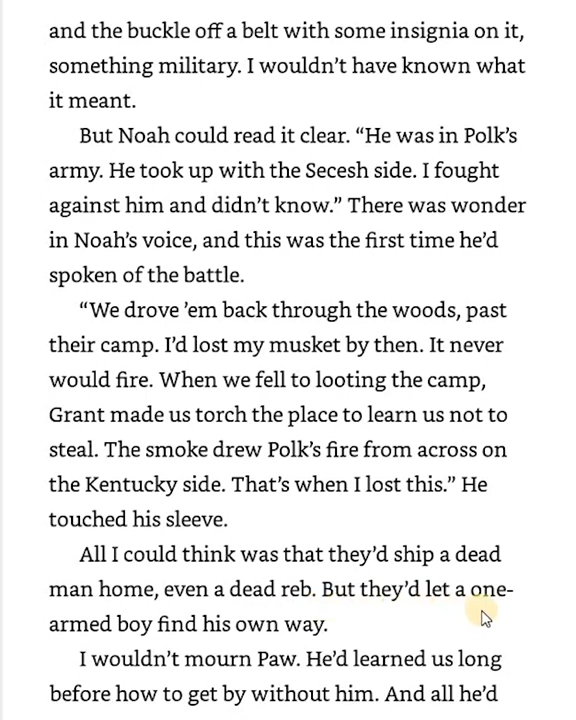 and the buckle off a belt with some insignia on it,
something military. I wouldn’t have known what
it meant.
But Noah could read it clear. “He was in Polk’s
army. He took up with the Secesh side. I fought
against him and didn’t know.” There was wonder
in Noah’s voice, and this was the first time he’d
spoken of the battle.
“We drove ’em back through the woods, past
their camp. I’d lost my musket by then. It never
would fire. When we fell to looting the camp,
Grant made us torch the place to learn us not to
steal. The smoke drew Polk’s fire from across on
the Kentucky side. That’s when I lost this.” He
touched his sleeve.
All I could think was that they’d ship a dead
man home, even a dead reb. But they’d let a one-
armed boy find his own way.
I wouldn’t mourn Paw. He’d learned us long
before how to get by without him. And all he’d